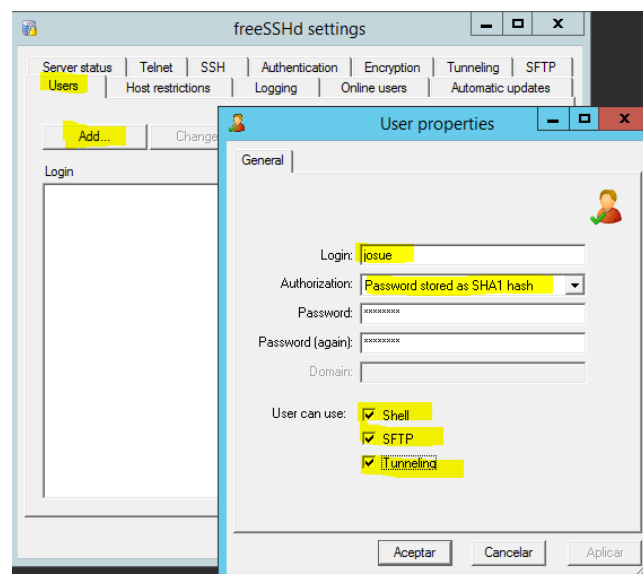 freeSSHd settings
Server status Telnet SSH Authentication Encryption Tunneling SFTP
Users Host restrictions Logging Online users Automatic updates
Add... Change
Login
User properties
General
Login: josue
Authorization: Password stored as SHA1 hash
Password: ********
Password (again): ********
Domain:
User can use: Shell
SFTP
Tunneling
Aceptar Cancelar Aplicar